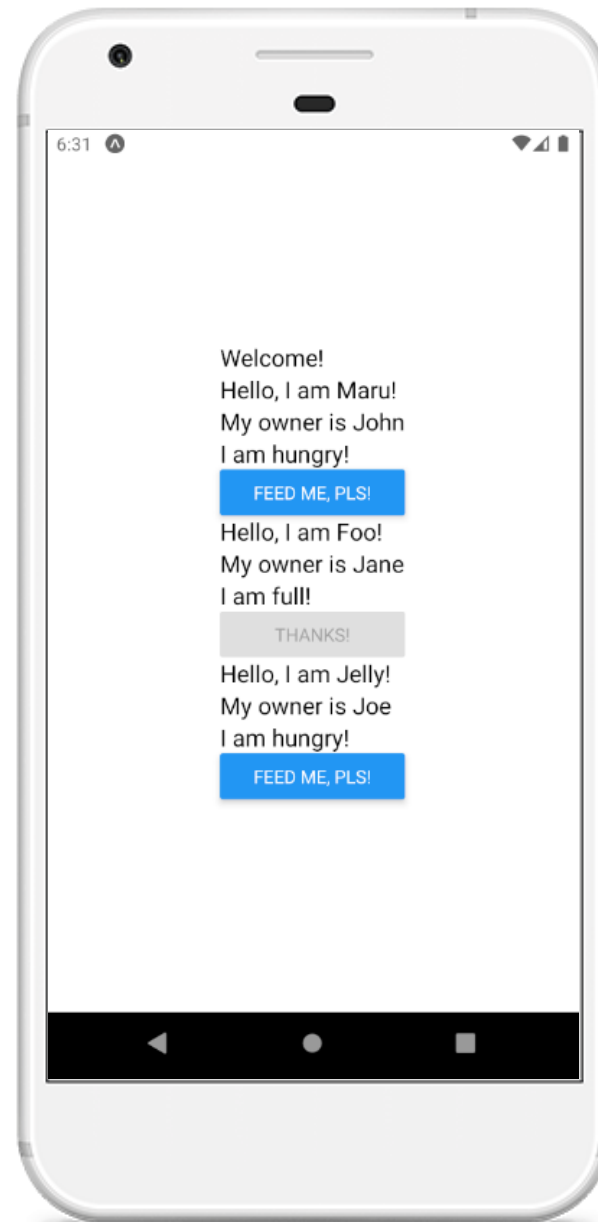 6:31
Welcome!
Hello, I am Maru!
My owner is John
I am hungry!
FEED ME, PLS!
Hello, I am Foo!
My owner is Jane
I am full!
THANKS!
Hello, I am Jelly!
My owner is Joe
I am hungry!
FEED ME, PLS!